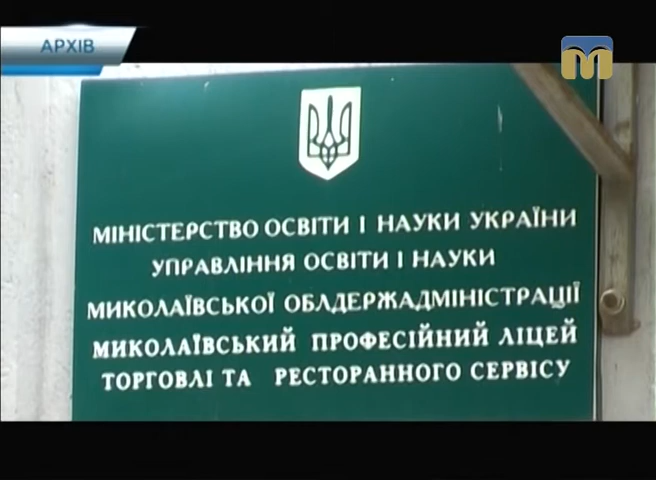 АРХІВ
М
МІНІСТЕРСТВО ОСВІТИ І НАУКИ УКРАЇНИ
УПРАВЛІННЯ ОСВІТИ І НАУКИ
МИКОЛАЇВСЬКОЇ ОБЛДЕРЖАДМІНІСТРАЦІЇ
МИКОЛАЇВСЬКИЙ ПРОФЕСІЙНИЙ ЛІЦЕЙ
ТОРГОВЛІ ТА РЕСТОРАННОГО СЕРВІСУ